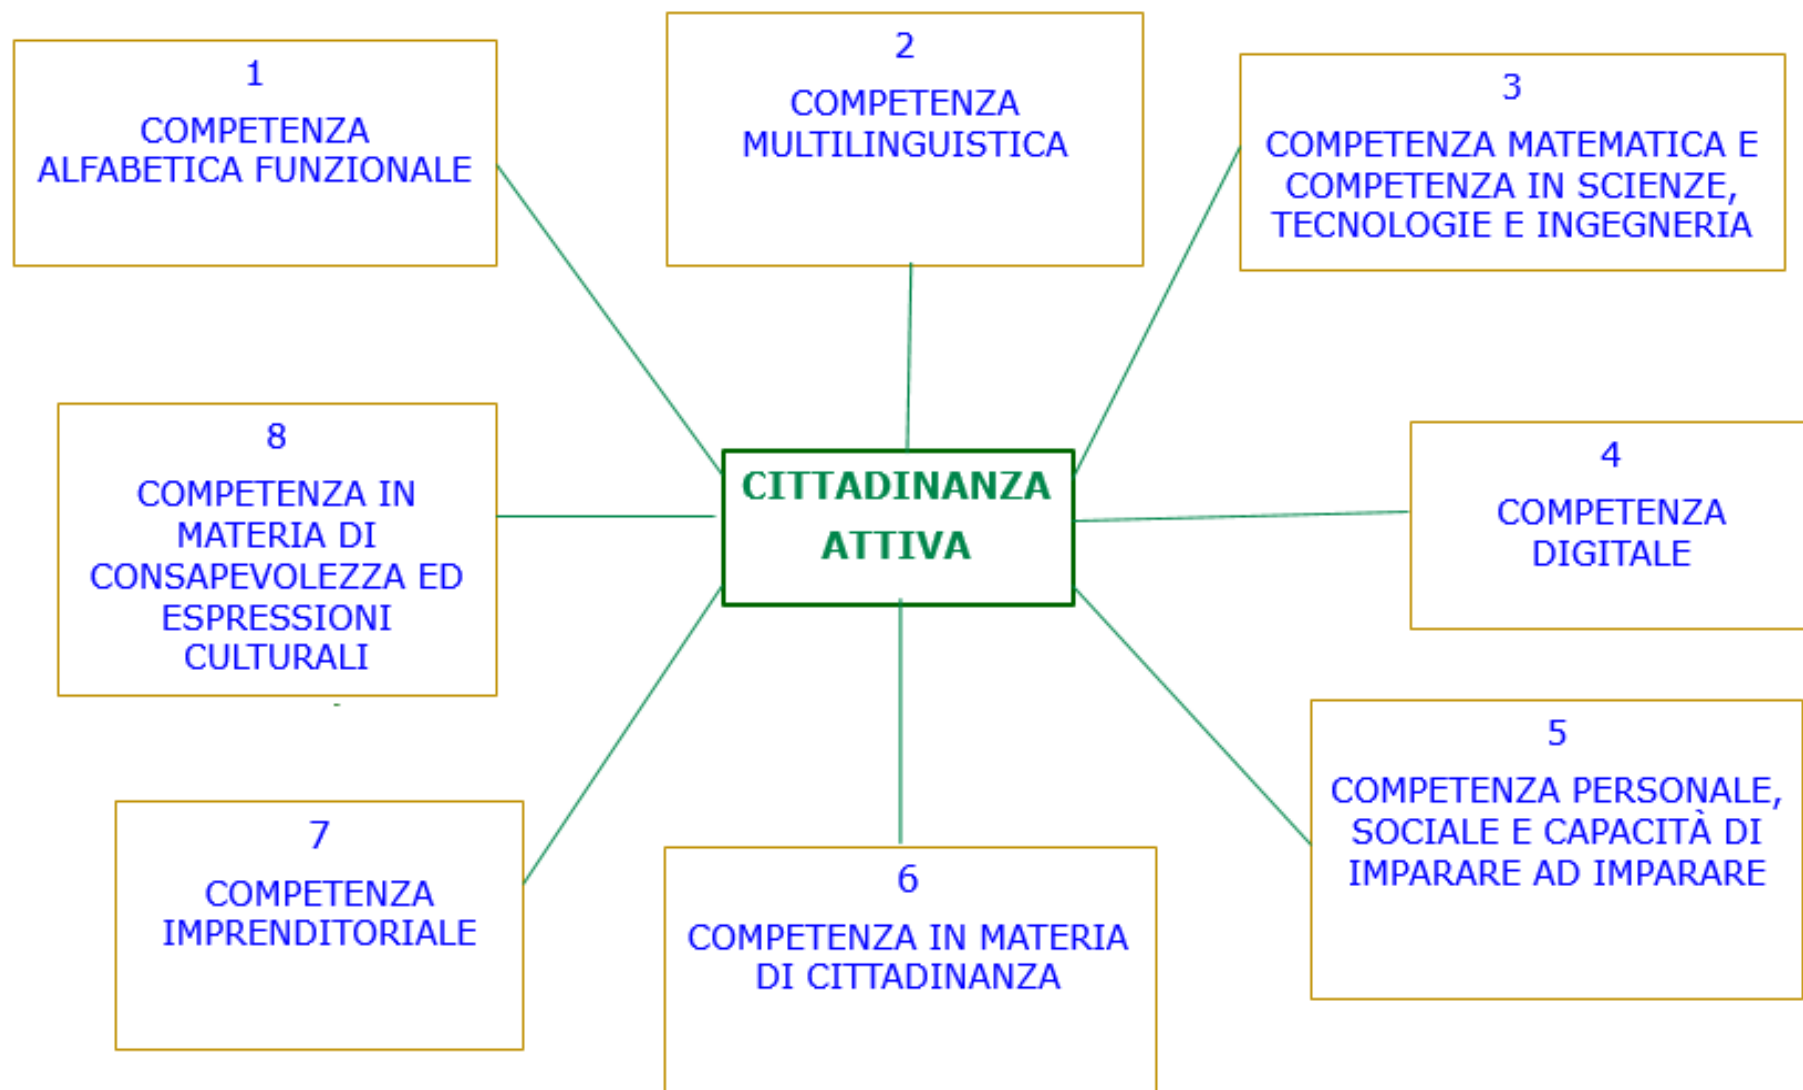 1
COMPETENZA
ALFABETICA FUNZIONALE
2
COMPETENZA
MULTILINGUISTICA
3
COMPETENZA MATEMATICA E
COMPETENZA IN SCIENZE,
TECNOLOGIE E INGEGNERIA
8
COMPETENZA IN
MATERIA DI
CONSAPEVOLEZZA ED
ESPRESSIONI
CULTURALI
CITTADINANZA
ATTIVA
4
COMPETENZA
DIGITALE
7
COMPETENZA
IMPRENDITORIALE
6
COMPETENZA IN MATERIA
DI CITTADINANZA
5
COMPETENZA PERSONALE,
SOCIALE E CAPACITÀ DI
IMPARARE AD IMPARARE